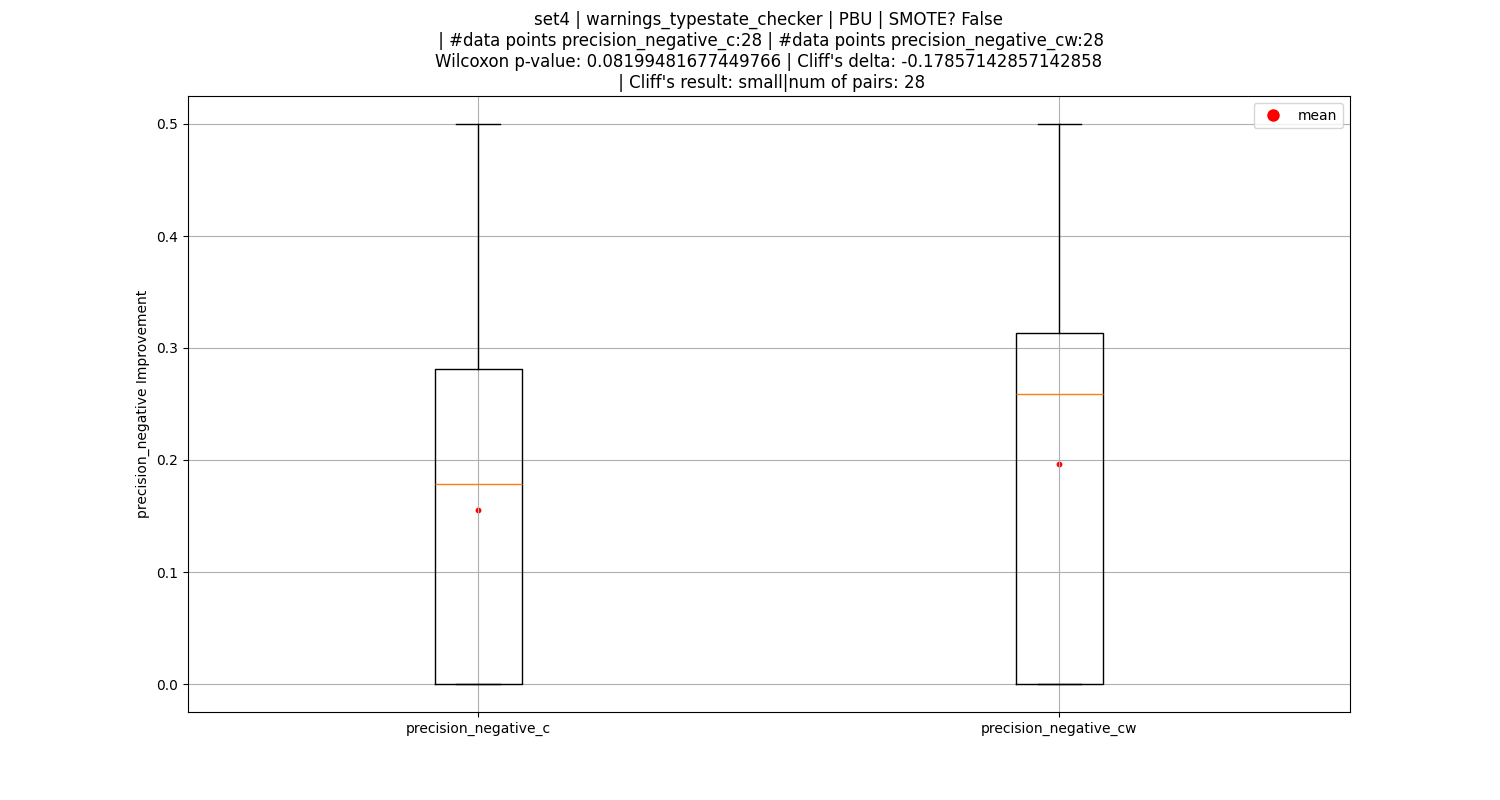 set4 | warnings_typestate_checker | PBU | SMOTE? False
| #data points precision_negative_c:28 | #data points precision_negative_cw:28
Wilcoxon p-value: 0.08199481677449766 | Cliff's delta: -0.17857142857142858
| Cliff's result: small|num of pairs: 28
mean
0.5
0.4
0.3
0.2
0.1
0.0
precision_negative Improvement
precision_negative_c
precision_negative_cw